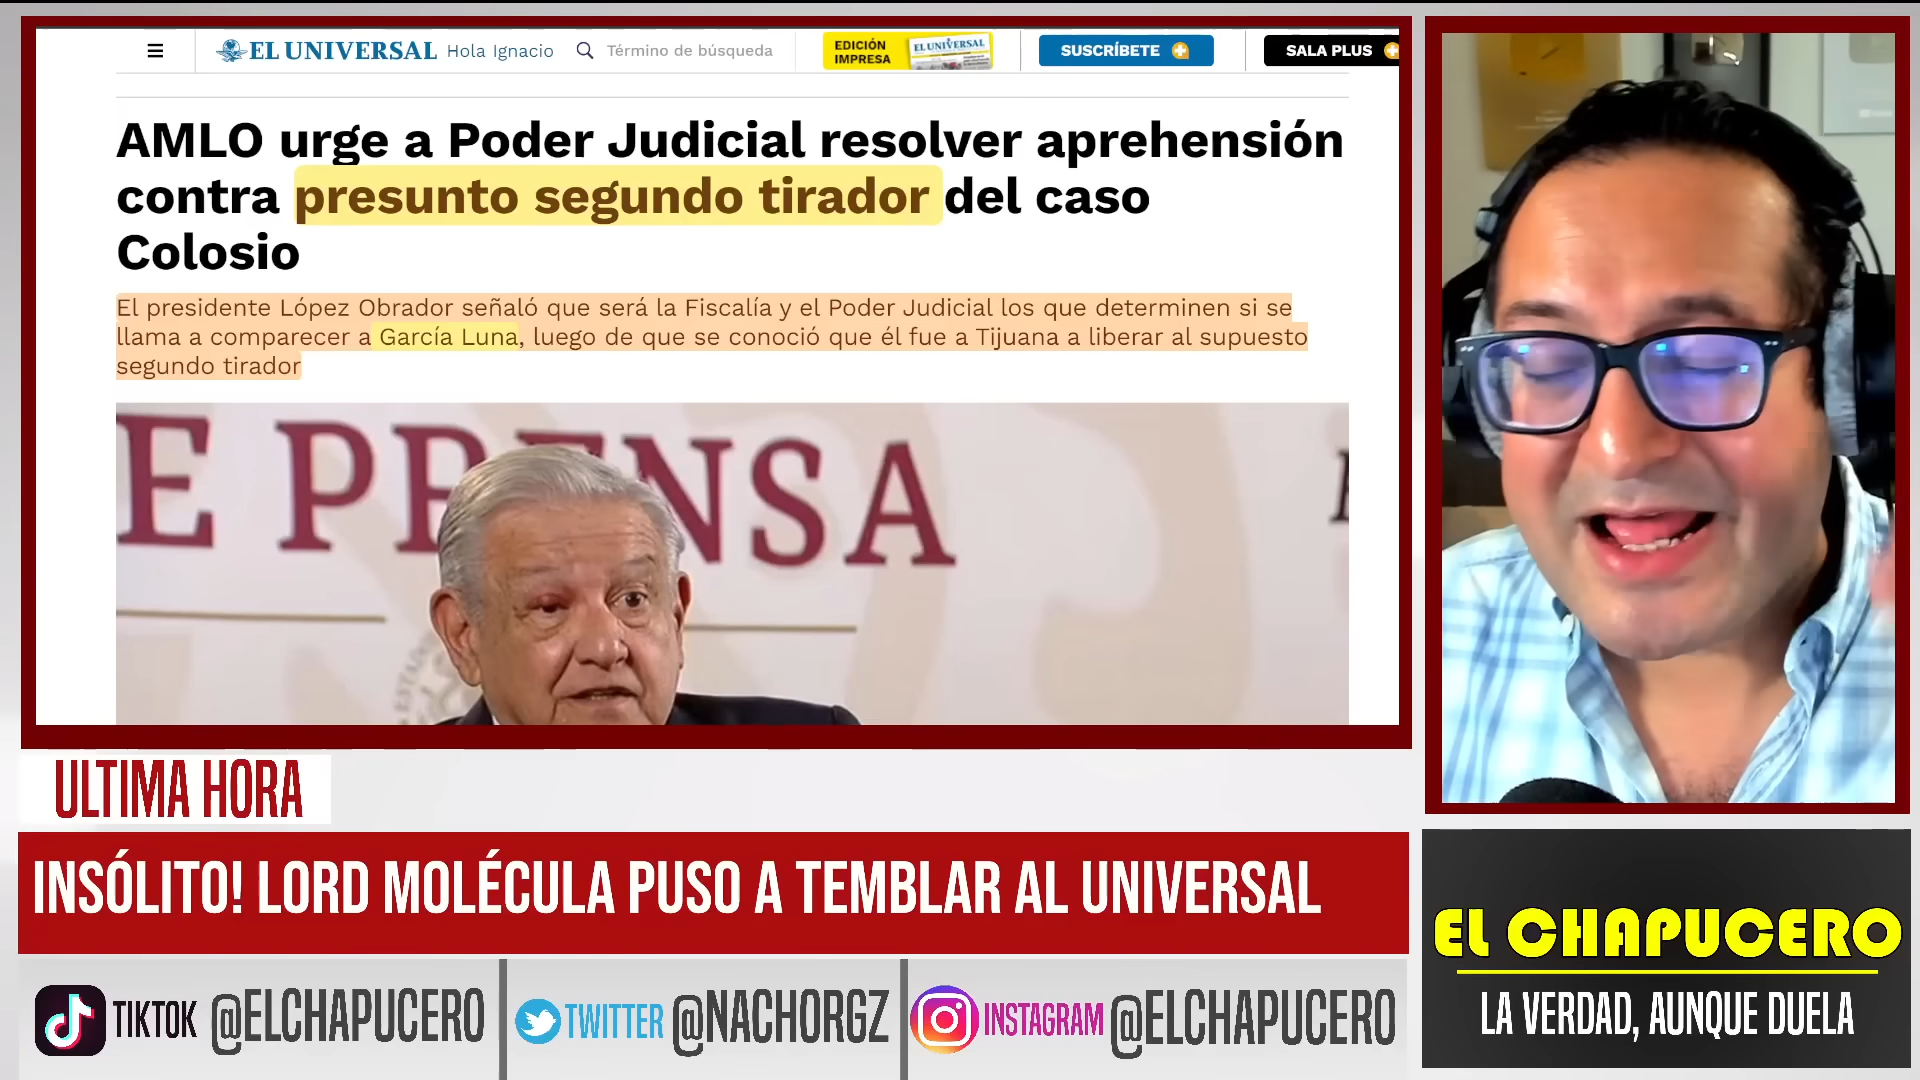 EL UNIVERSAL Hola Ignacio Término de búsqueda EDICIÓN IMPRESA EL UNIVERSAL SUSCRÍBETE SALA PLUS
AMLO urge a Poder Judicial resolver aprehensión
contra presunto segundo tirador del caso
Colosio
El presidente López Obrador señaló que será la Fiscalía y el Poder Judicial los que determinen si se
llama a comparecer a García Luna, luego de que se conoció que él fue a Tijuana a liberar al supuesto
segundo tirador
E PRENSA
ULTIMA HORA
INSÓLITO! LORD MOLÉCULA PUSO A TEMBLAR AL UNIVERSAL
TIKTOK @ELCHAPUCERO TWITTER @NACHORGZ INSTAGRAM @ELCHAPUCERO
EL CHAPUCERO
LA VERDAD, AUNQUE DUELA